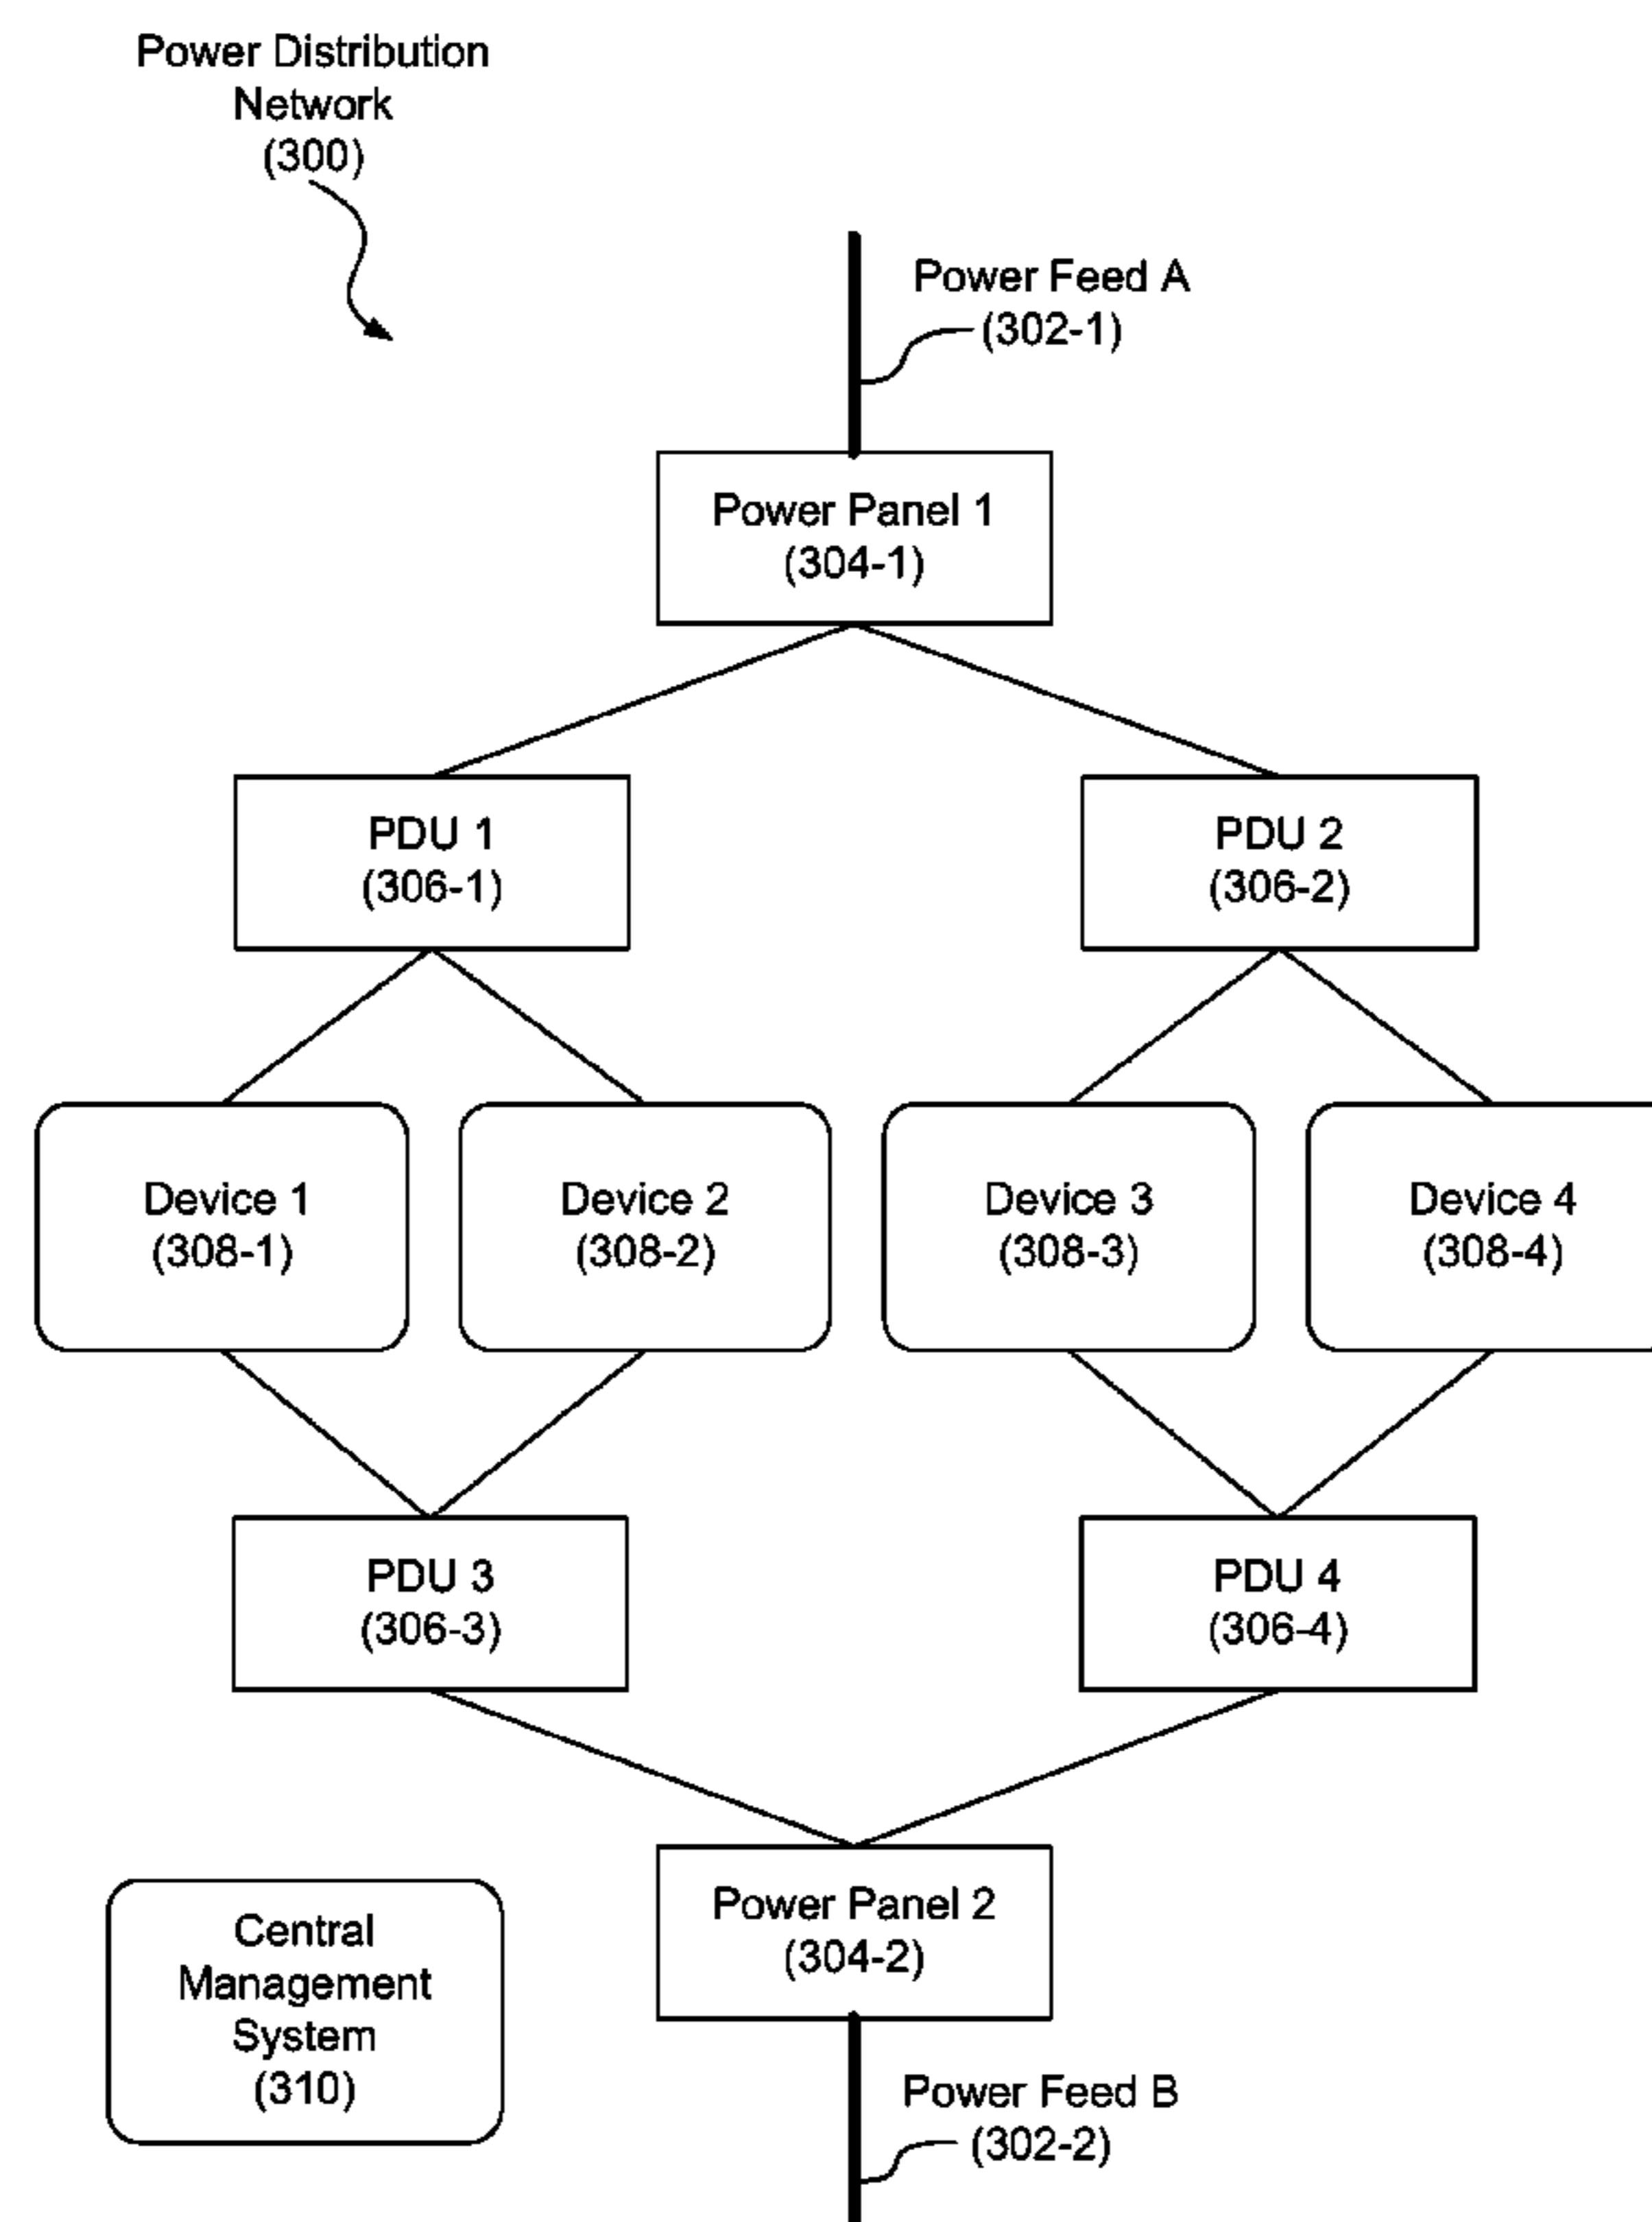 Power Distribution
Network
(300)
Power Feed A
(302-1)
Power Panel 1
(304-1)
PDU 1
(306-1)
PDU 2
(306-2)
Device 1
(308-1)
Device 2
(308-2)
Device 3
(308-3)
Device 4
(308-4)
PDU 3
(306-3)
PDU 4
(306-4)
Power Panel 2
(304-2)
Central
Management
System
(310)
Power Feed B
(302-2)